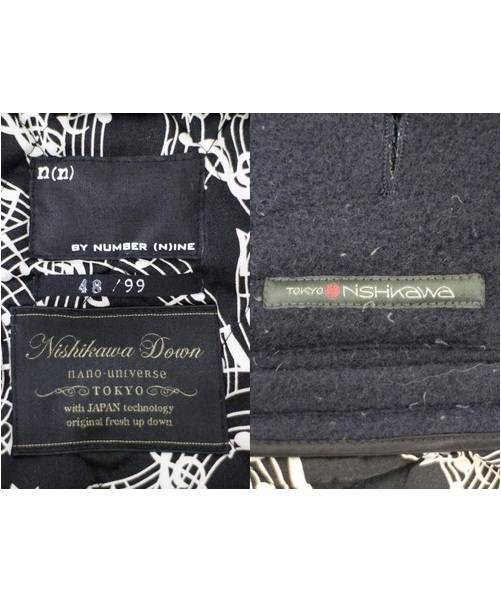 n(n)
BY NUMBER (N)INE
48 / 99
Nishikawa Down
nano·universe
TOKYO
with JAPAN technology
original fresh up down
TOKYO NiSHiKaWa